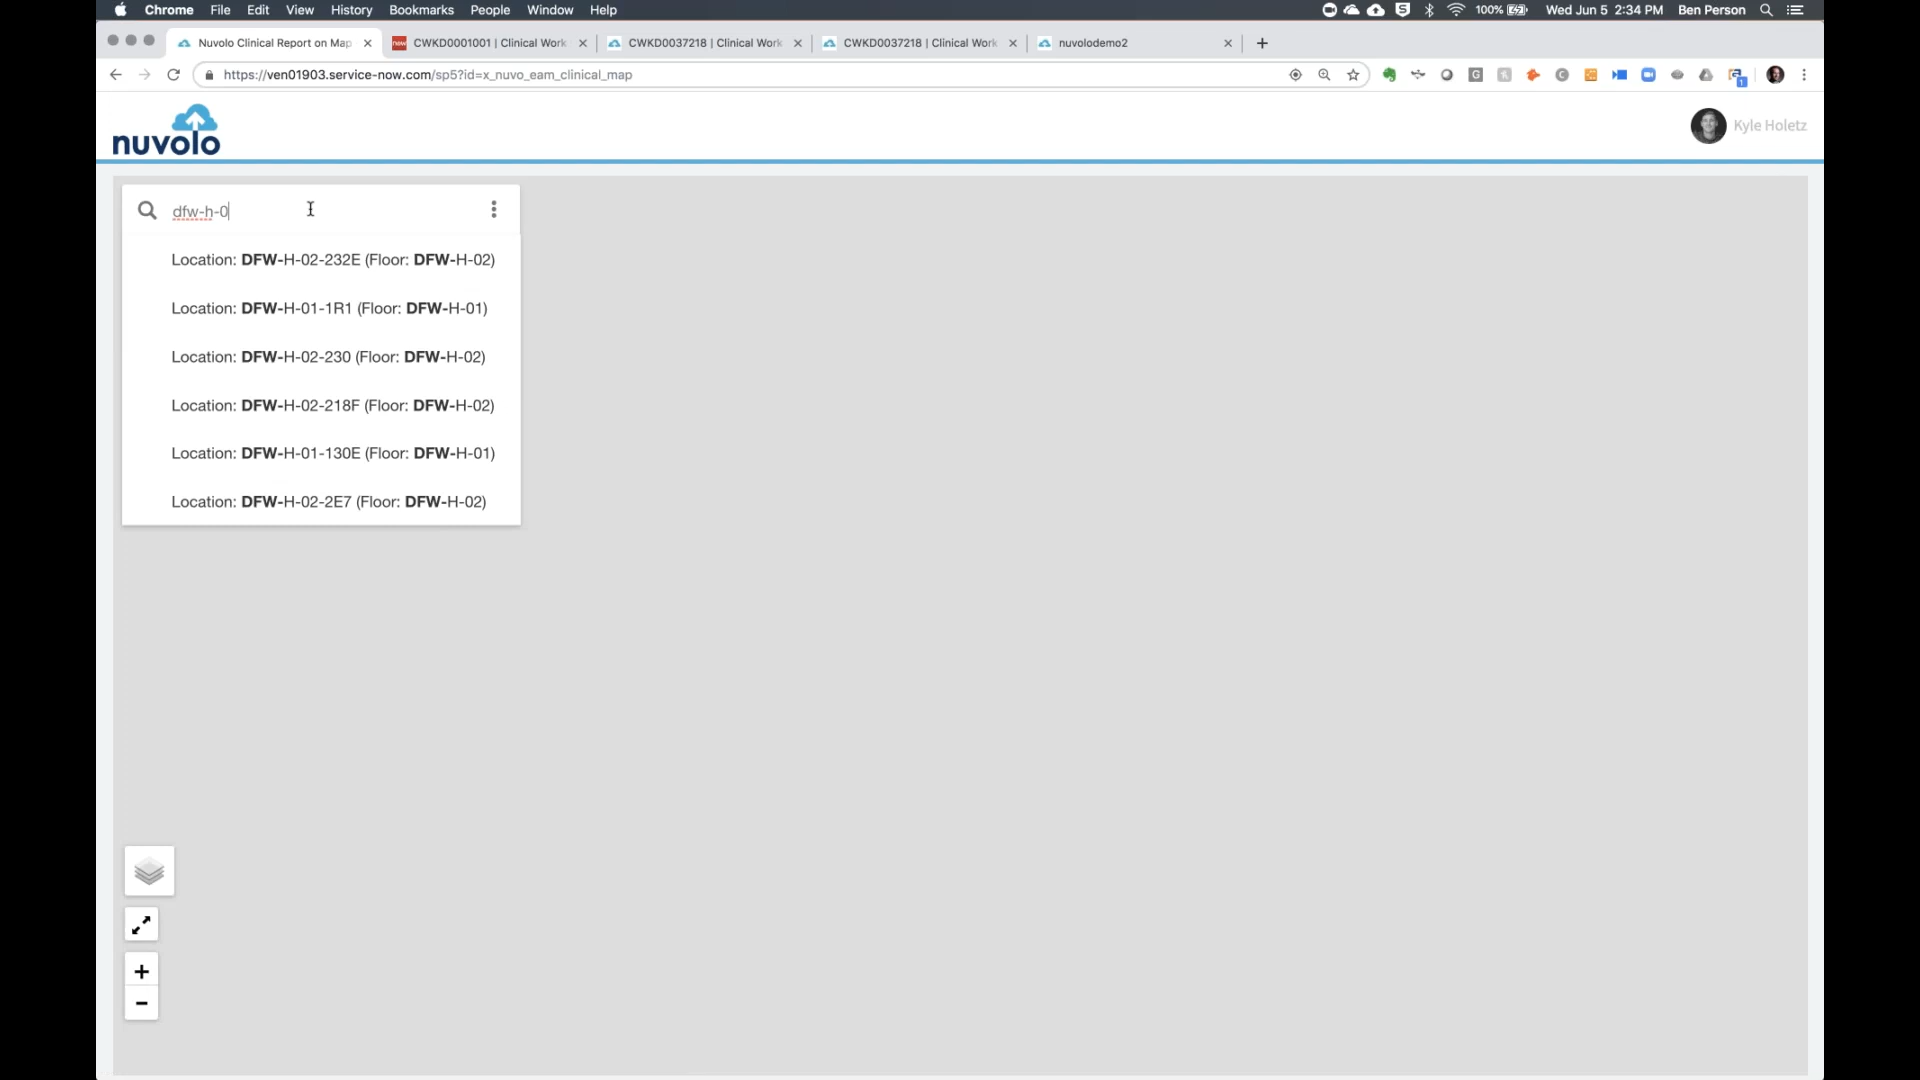 Chrome File Edit View History Bookmarks People Window Help 100% Wed Jun 5 2:34 PM Ben Person
Nuvolo Clinical Report on Map CWKD0001001 | Clinical Work CWKD0037218 | Clinical Work CWKD0037218 | Clinical Work nuvolodemo2
https://ven01903.service-now.com/sp5?id=x_nuvo_eam_clinical_map
nuvolo
Kyle Holetz
dfw-h-0
Location: DFW-H-02-232E (Floor: DFW-H-02)
Location: DFW-H-01-1R1 (Floor: DFW-H-01)
Location: DFW-H-02-230 (Floor: DFW-H-02)
Location: DFW-H-02-218F (Floor: DFW-H-02)
Location: DFW-H-01-130E (Floor: DFW-H-01)
Location: DFW-H-02-2E7 (Floor: DFW-H-02)
+
−